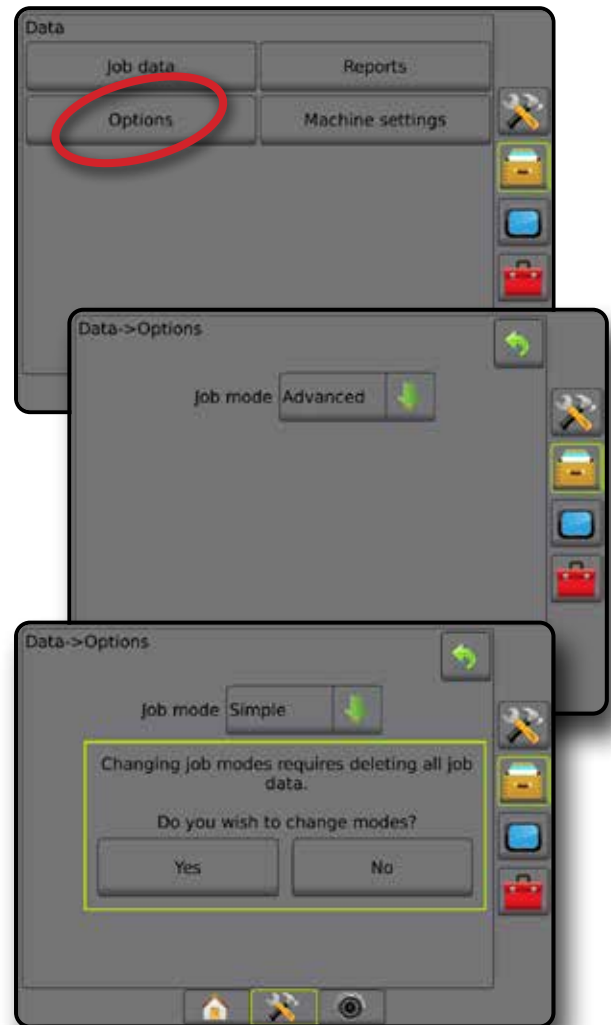 Data
Job data
Reports
Options
Machine settings
Data->Options
Job mode Advanced
Data->Options
Job mode Simple
Changing job modes requires deleting all job
data.
Do you wish to change modes?
Yes
No